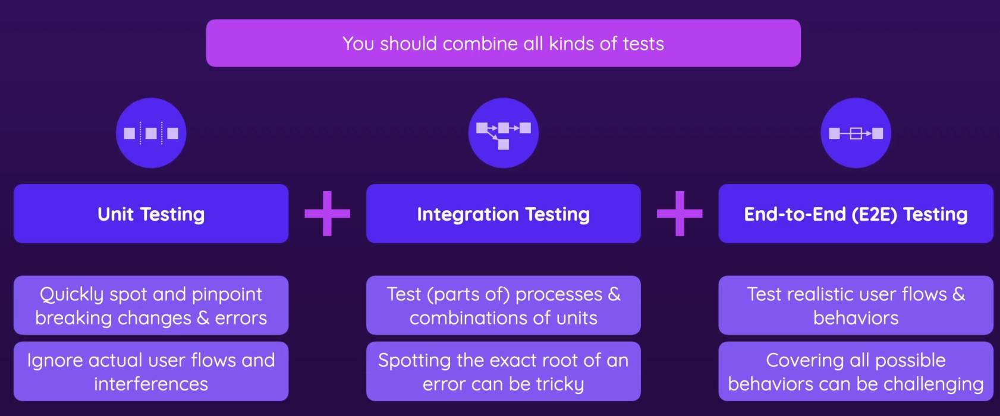 You should combine all kinds of tests
Unit Testing
Integration Testing
End-to-End (E2E) Testing
Quickly spot and pinpoint
breaking changes & errors
Test (parts of) processes &
combinations of units
Test realistic user flows &
behaviors
Ignore actual user flows and
interferences
Spotting the exact root of an
error can be tricky
Covering all possible
behaviors can be challenging